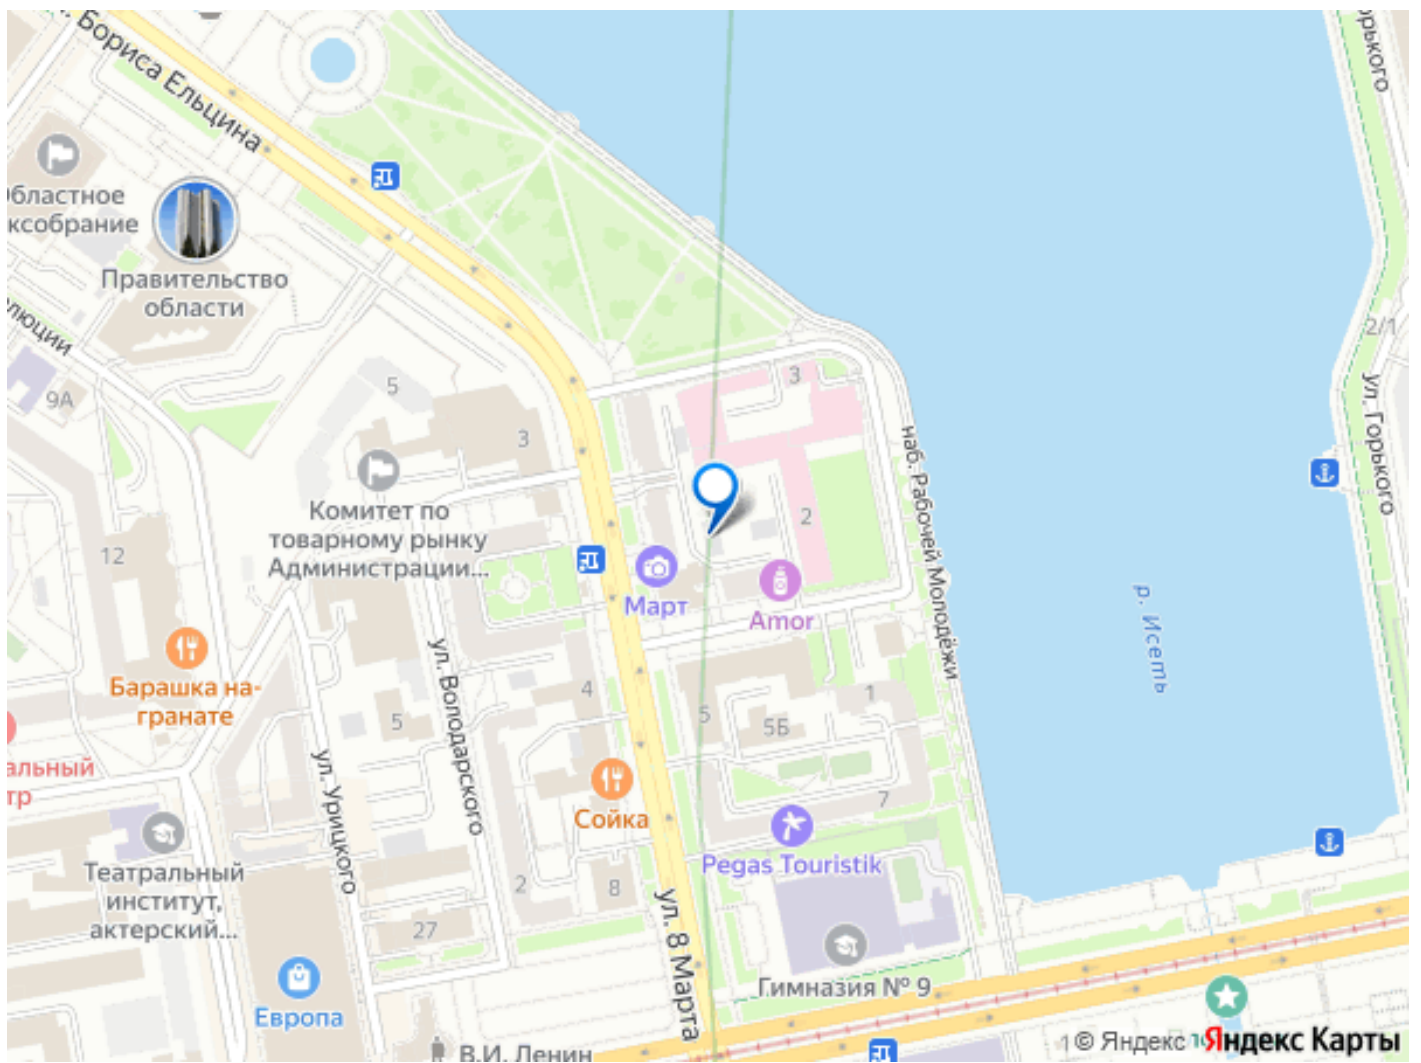 Бориса Ельцина
Областное
ксобрание
Правительство
области
люции
9А
5
3
3
2
Комитет по
товарному рынку
Администрации...
12
Март
Amor
наб. Рабочей Молодёжи
р. Исеть
орького
2/1
ул. Горького
Барашка на-
гранате
ул. Володарского
4
5
5
5Б
1
альный
тр
ул. Урицкого
Сойка
7
Pegas Touristik
Театральный
институт,
актерский...
2
8
27
ул. 8 Марта
Гимназия № 9
Европа
В.И. Ленин
© Яндекс
Яндекс Карты